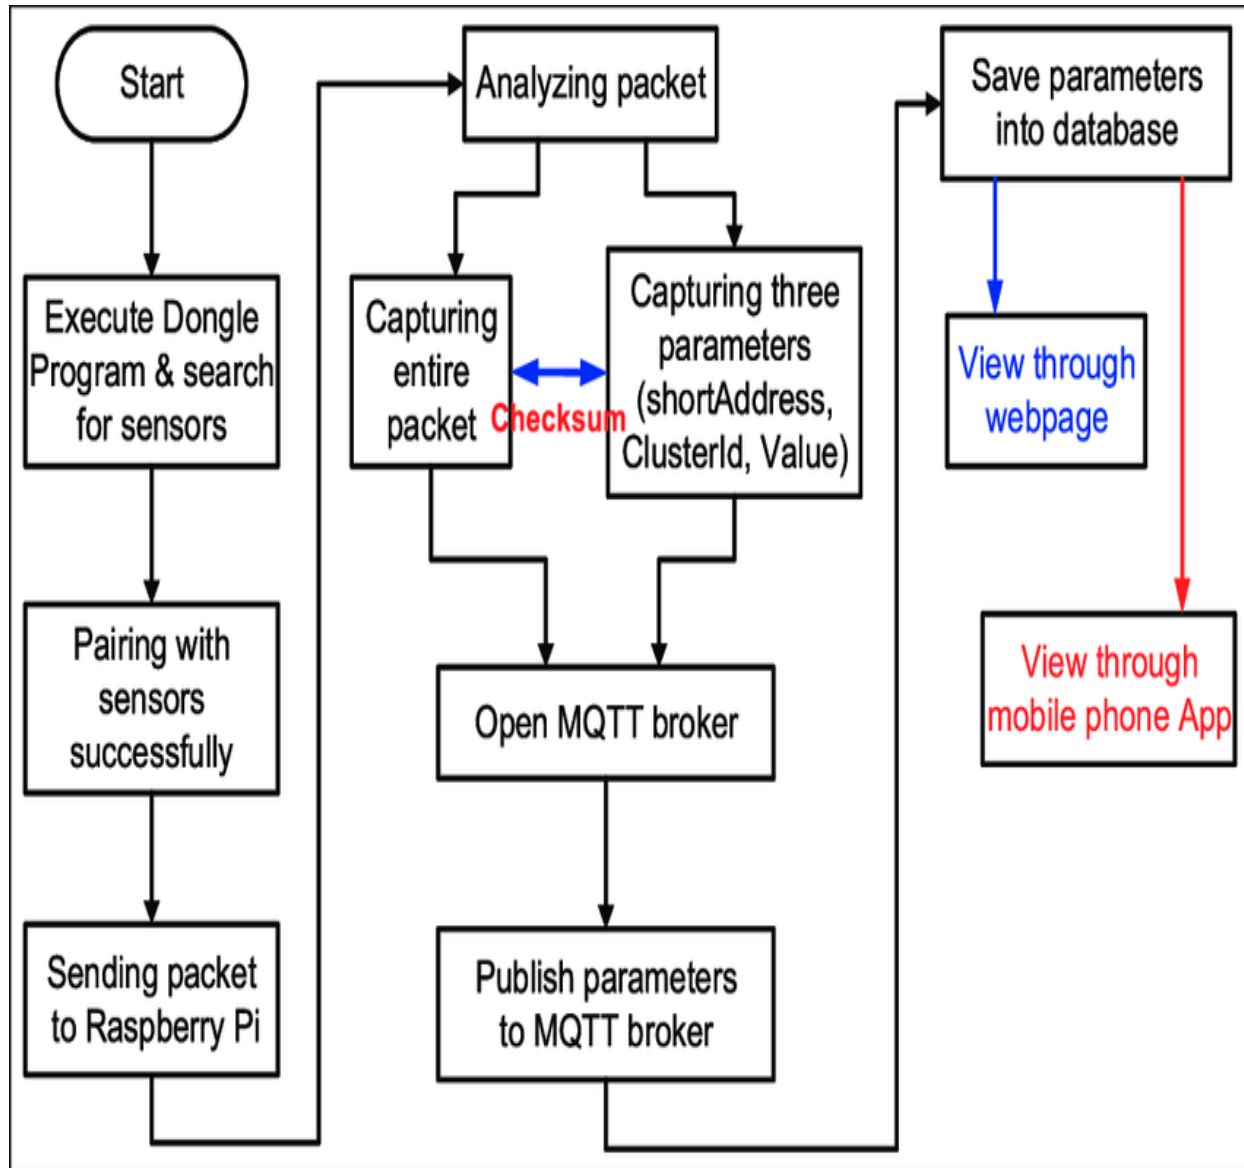 Start
Execute Dongle
Program & search
for sensors
Pairing with
sensors
successfully
Sending packet
to Raspberry Pi
Analyzing packet
Capturing
entire
packet
Checksum
Capturing three
parameters
(shortAddress,
ClusterId, Value)
Open MQTT broker
Publish parameters
to MQTT broker
Save parameters
into database
View through
webpage
View through
mobile phone App